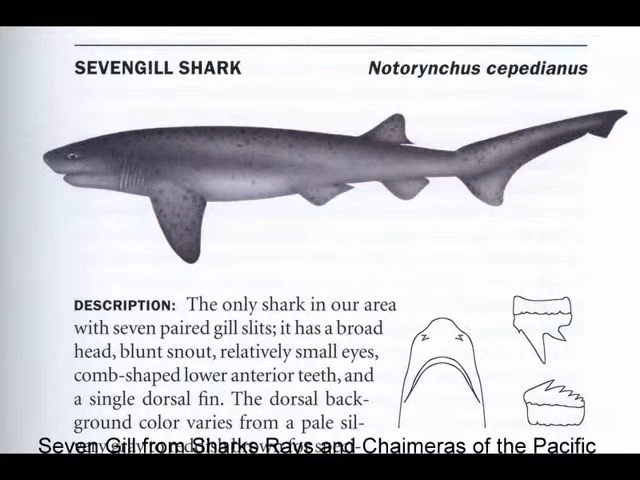 SEVENGILL SHARK Notorynchus cepedianus
DESCRIPTION: The only shark in our area
with seven paired gill slits; it has a broad
head, blunt snout, relatively small eyes,
comb-shaped lower anterior teeth, and
a single dorsal fin. The dorsal back-
ground color varies from a pale sil-
Seven Gill from Sharks Rays and Chaimeras of the Pacific